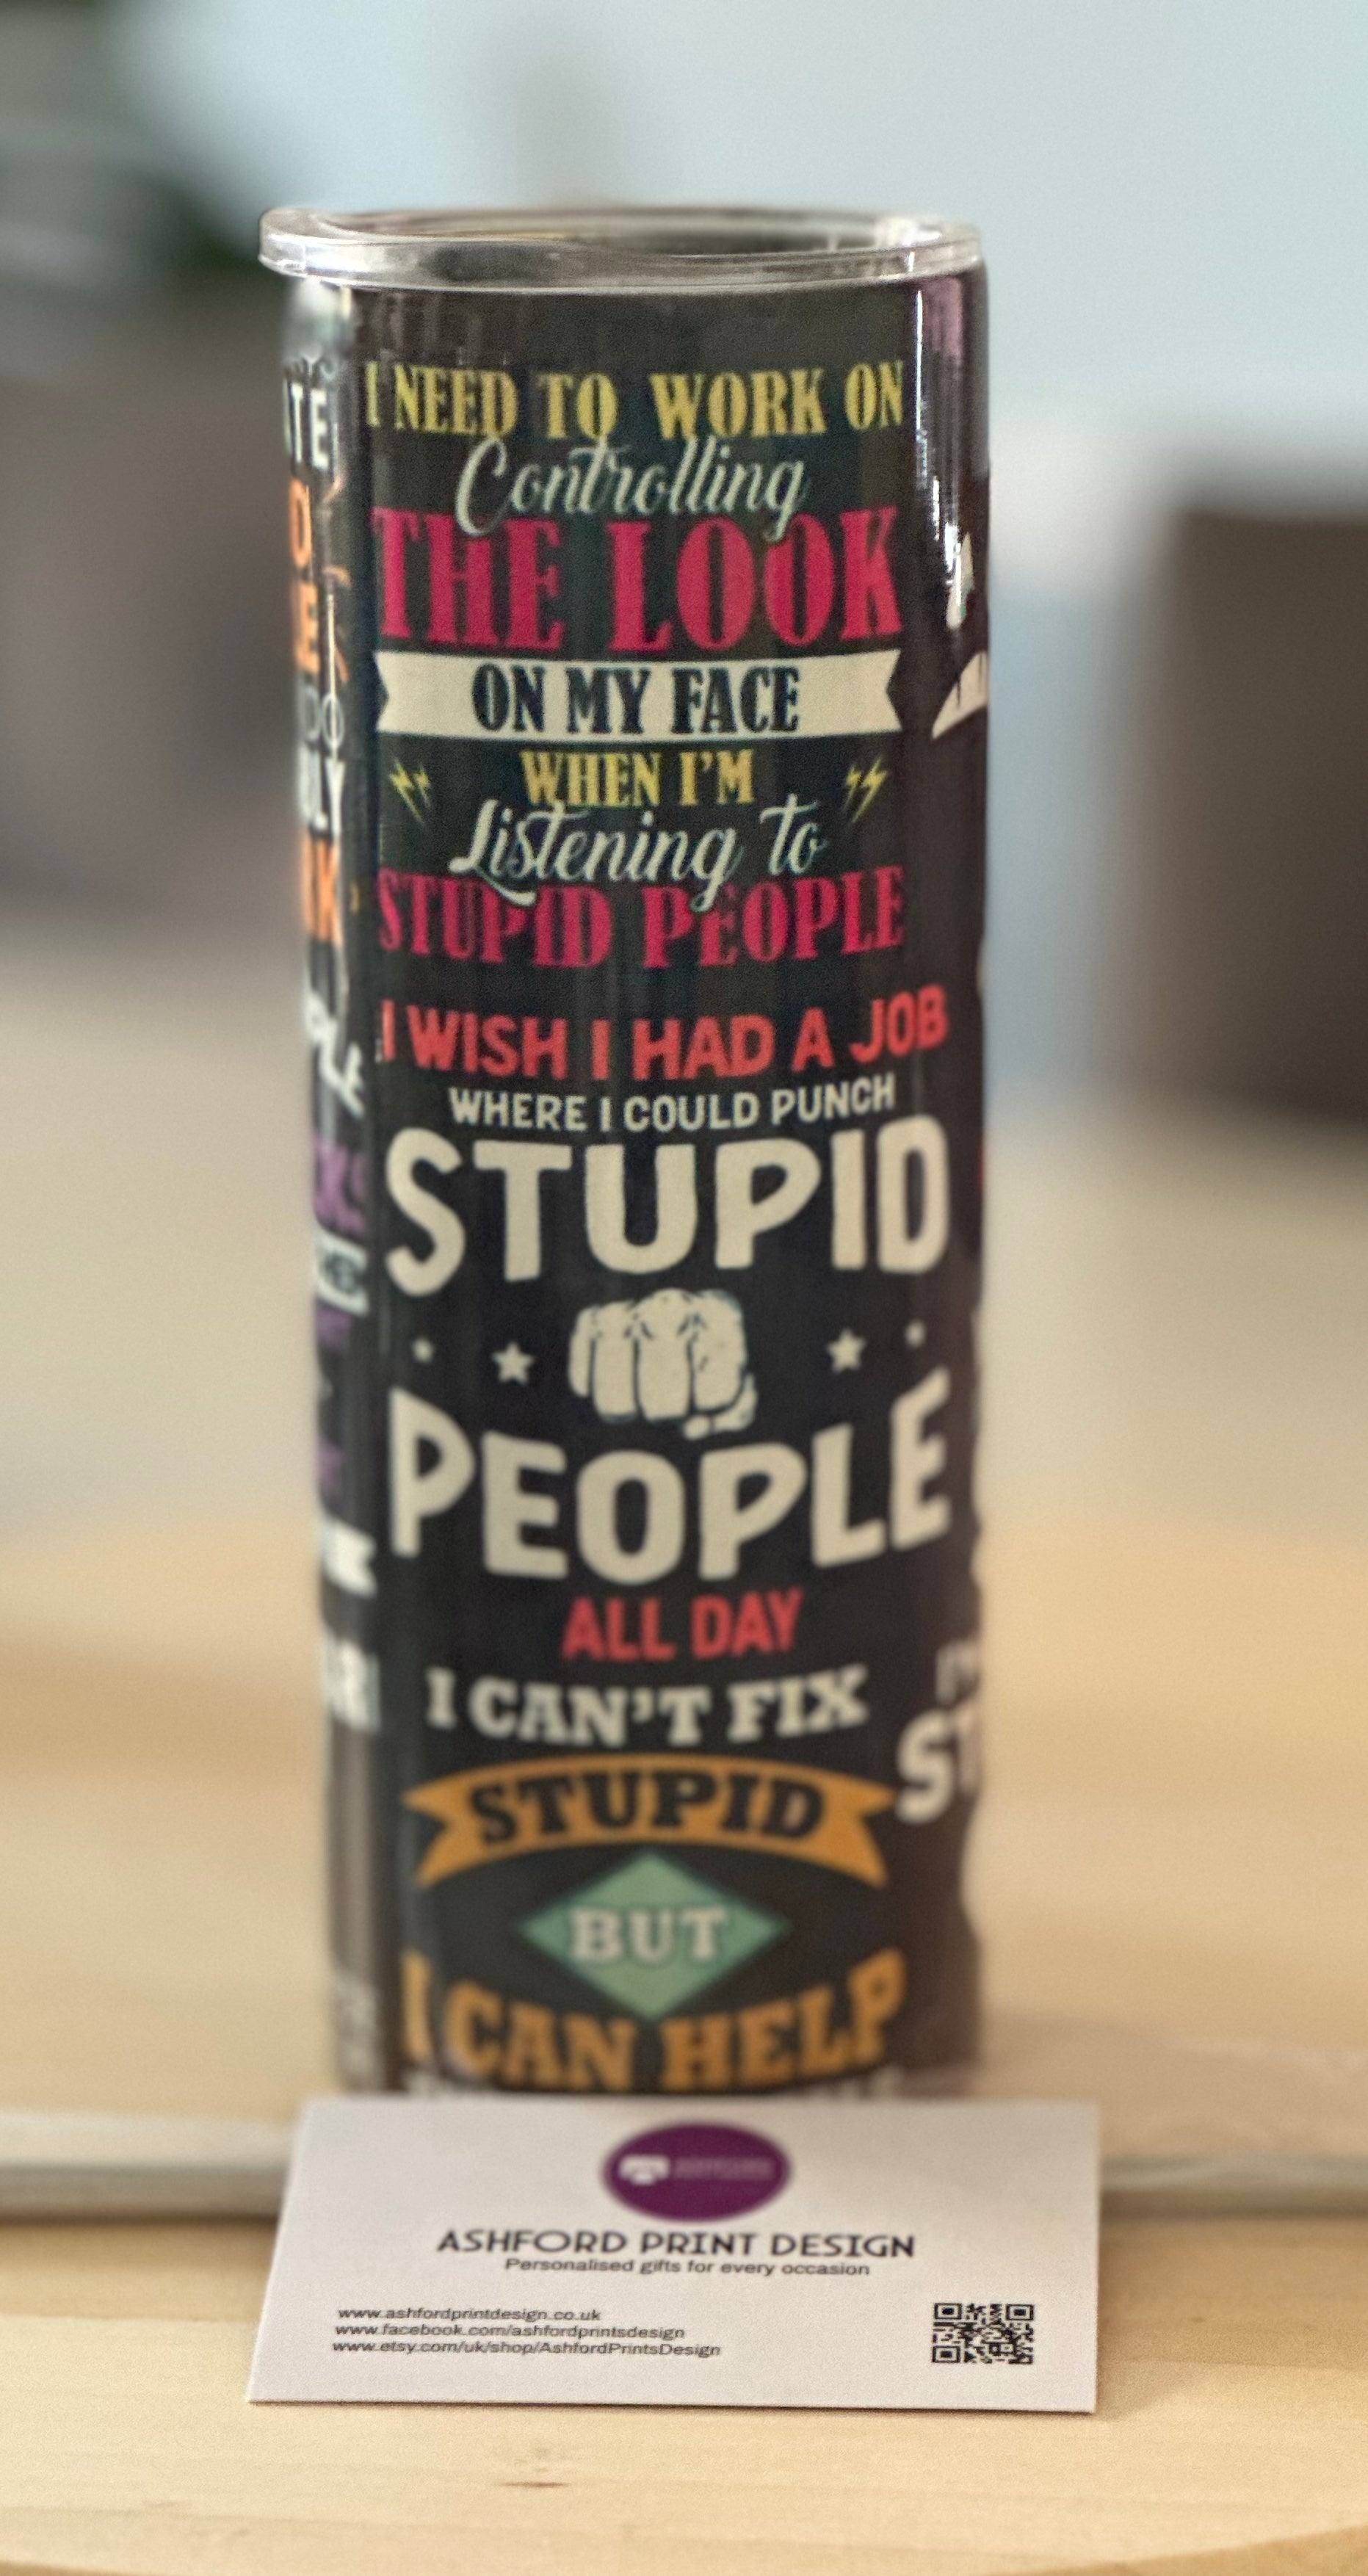 I NEED TO WORK ON
Controlling
THE LOOK
ON MY FACE
WHEN I'M
Listening to
STUPID PEOPLE
I WISH I HAD A JOB
WHERE I COULD PUNCH
STUPID
PEOPLE
ALL DAY
I CAN'T FIX
STUPID
BUT
I CAN HELP
ASHFORD PRINT DESIGN
Personalised gifts for every occasion
www.ashfordprintdesign.co.uk
www.facebook.com/ashfordprintsdesign
www.etsy.com/uk/shop/AshfordPrintsDesign